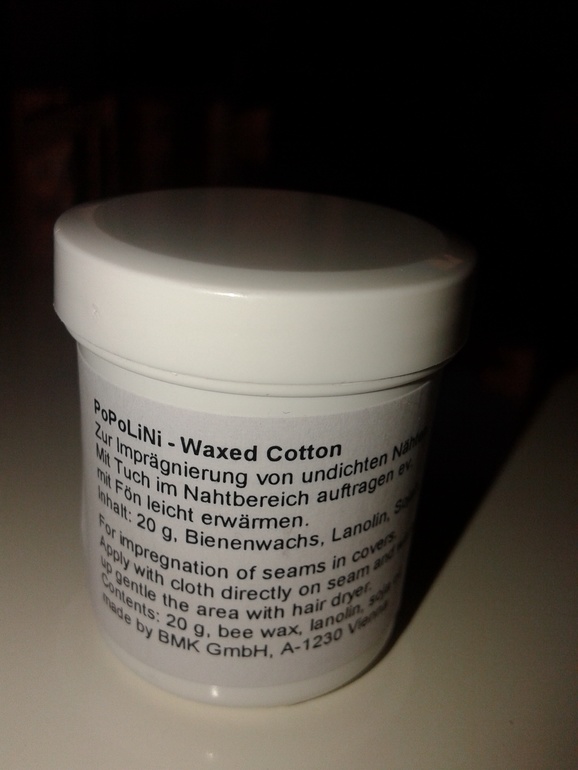 PoPoLiNi - Waxed Cotton
Zur Imprägnierung von undichten Nähten
Mit Tuch im Nahtbereich auftragen ev.
mit Fön leicht erwärmen.
Inhalt: 20 g, Bienenwachs, Lanolin,
For impregnation of seams in covers.
Apply with cloth directly on seam and
up gentle the area with hair dryer.
Contents: 20 g, bee wax, lanolin, soja
made by BMK GmbH, A-1230 Vienna